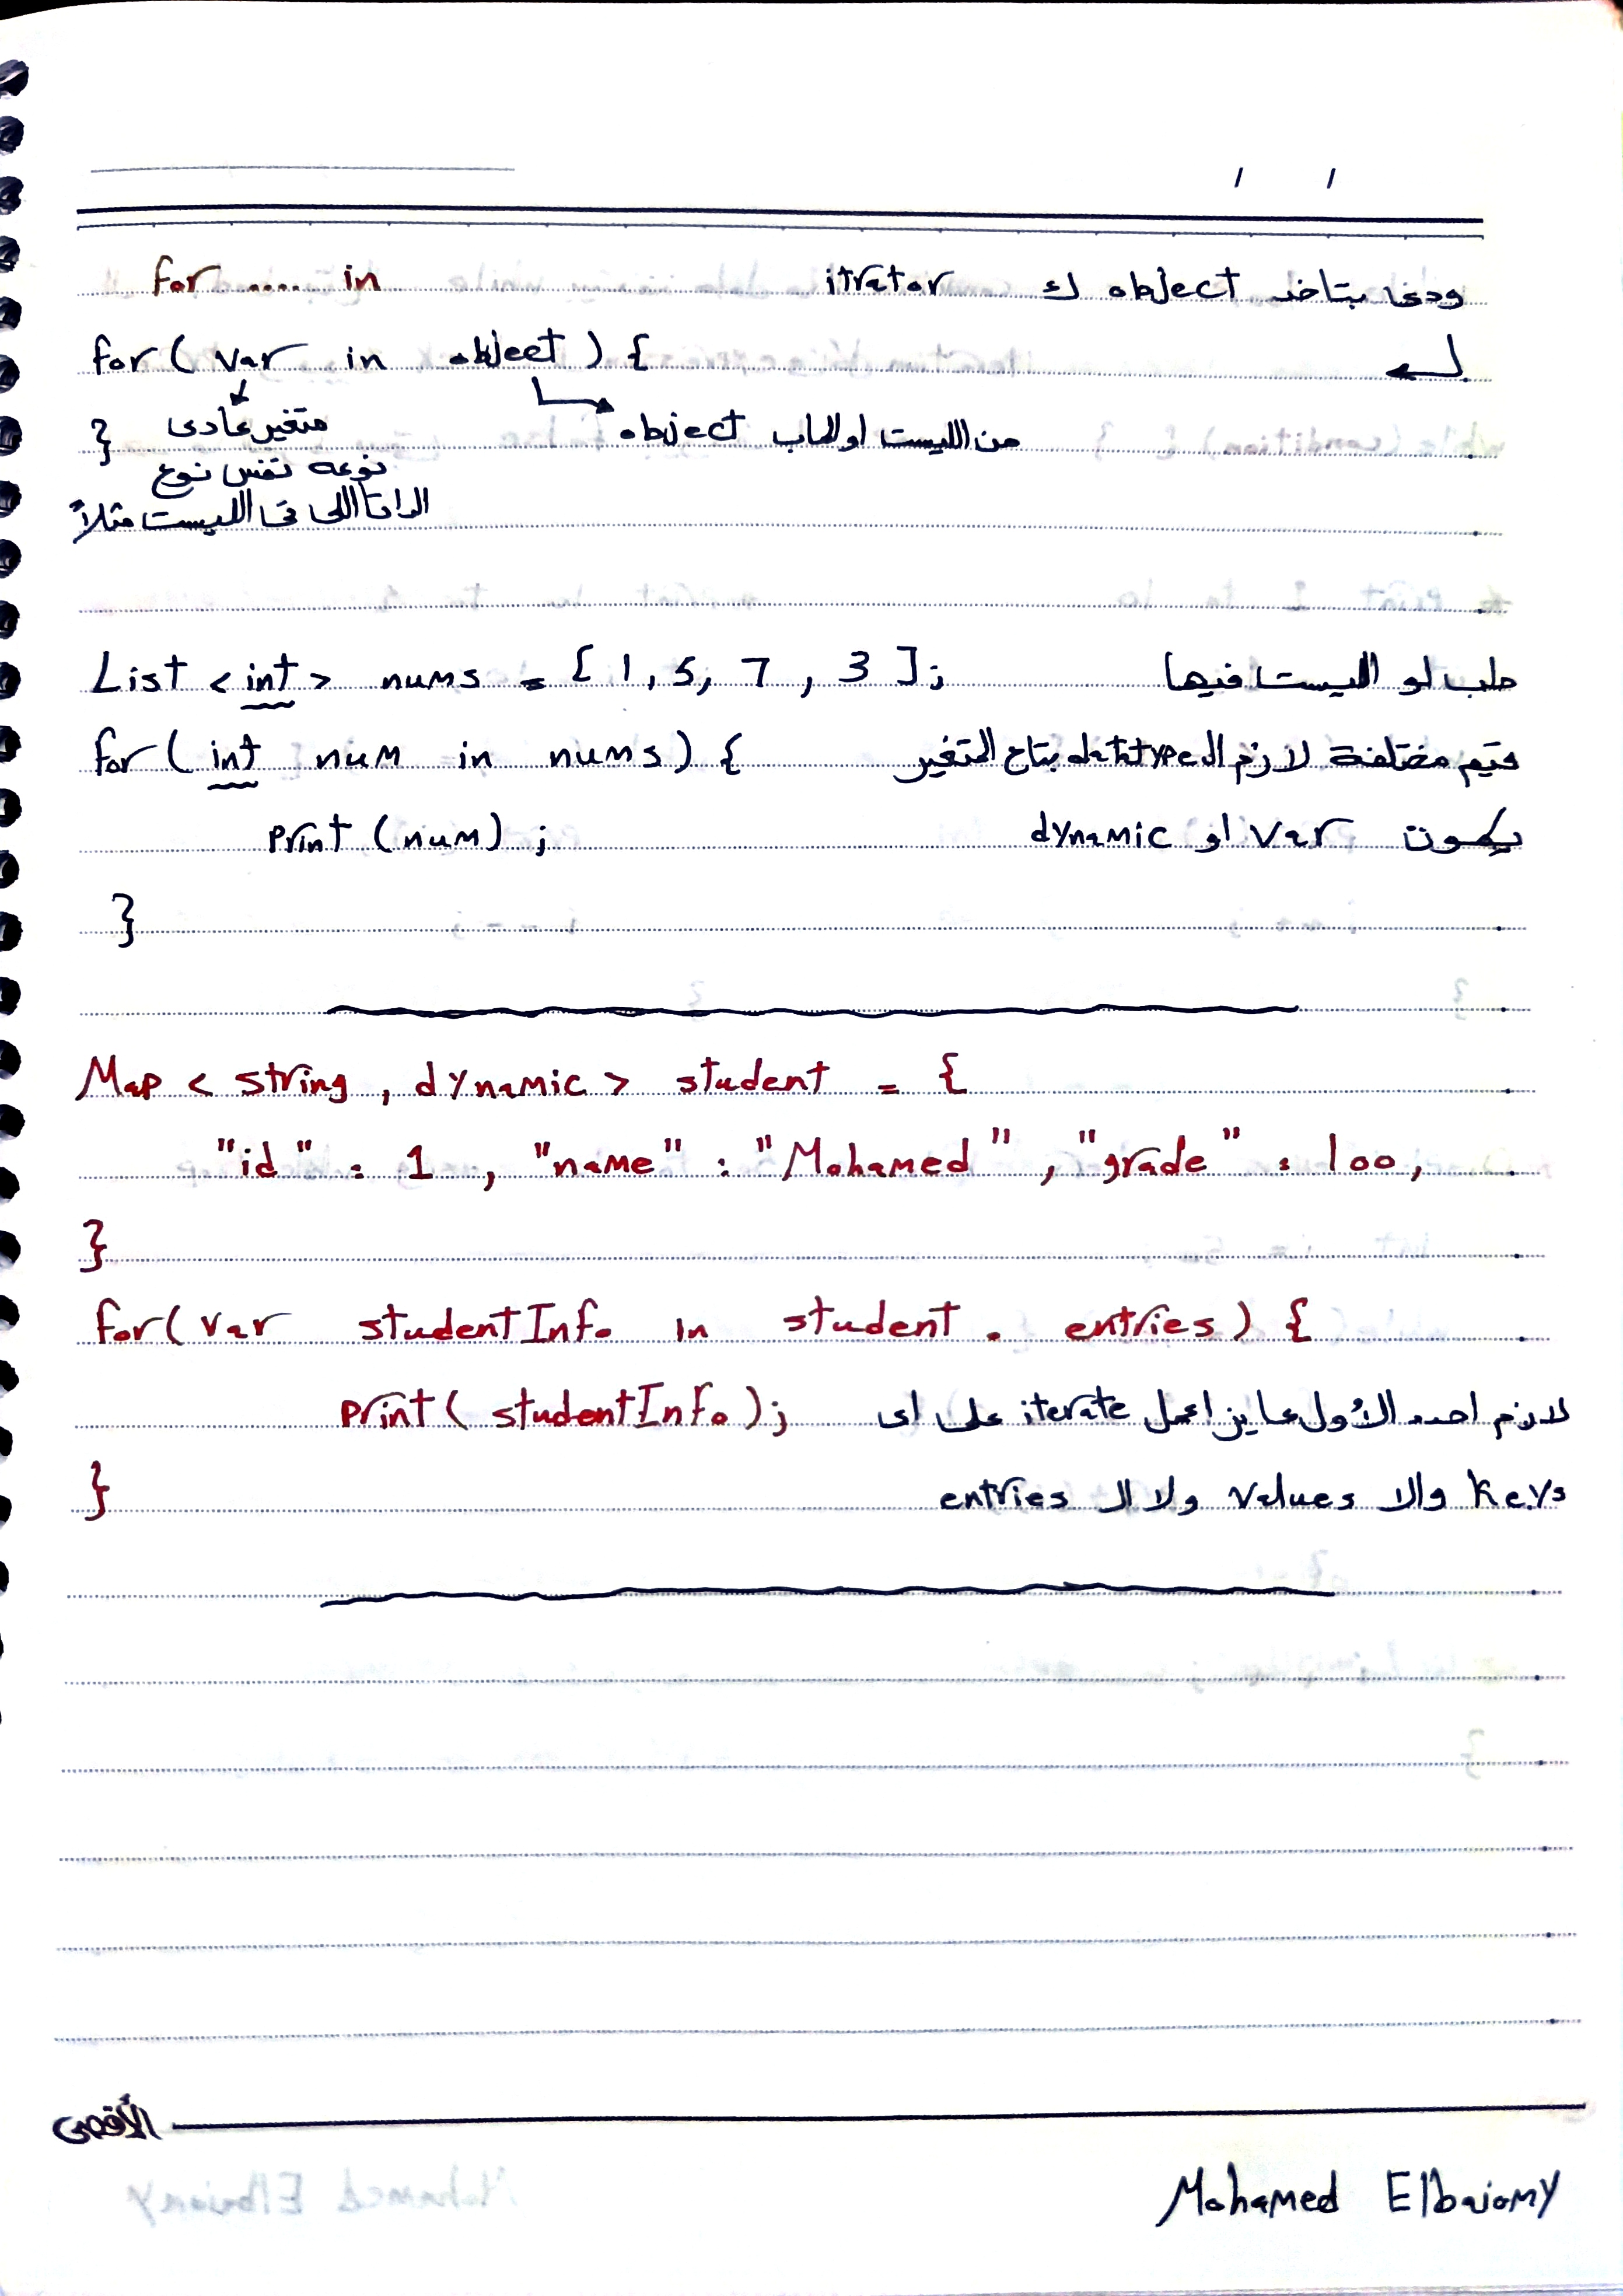 / /
for .... in ودى بتاخد object ك itrator
for ( var in object ) {
متغير عادى
من الليست او الماب object
}
نوعه نفس نوع
الداتا اللى فى الليست مثلاً
List <int> nums = [ 1, 5, 7, 3 ]; طب لو الليست فيها
for ( int num in nums ) { قيم مختلفة لازم ال datatype بتاع المتغير
print (num) ; يكون var او dynamic
}
Map < string , dynamic > student = {
"id" : 1 , "name" : "Mohamed" , "grade" : 100,
}
for( var studentInfo in student . entries ) {
print( studentInfo ); لازم احدد الأول عايز اعمل iterate على اى
} keys والا values ولا ال entries
الأقصى
Mohamed Elbaiomy